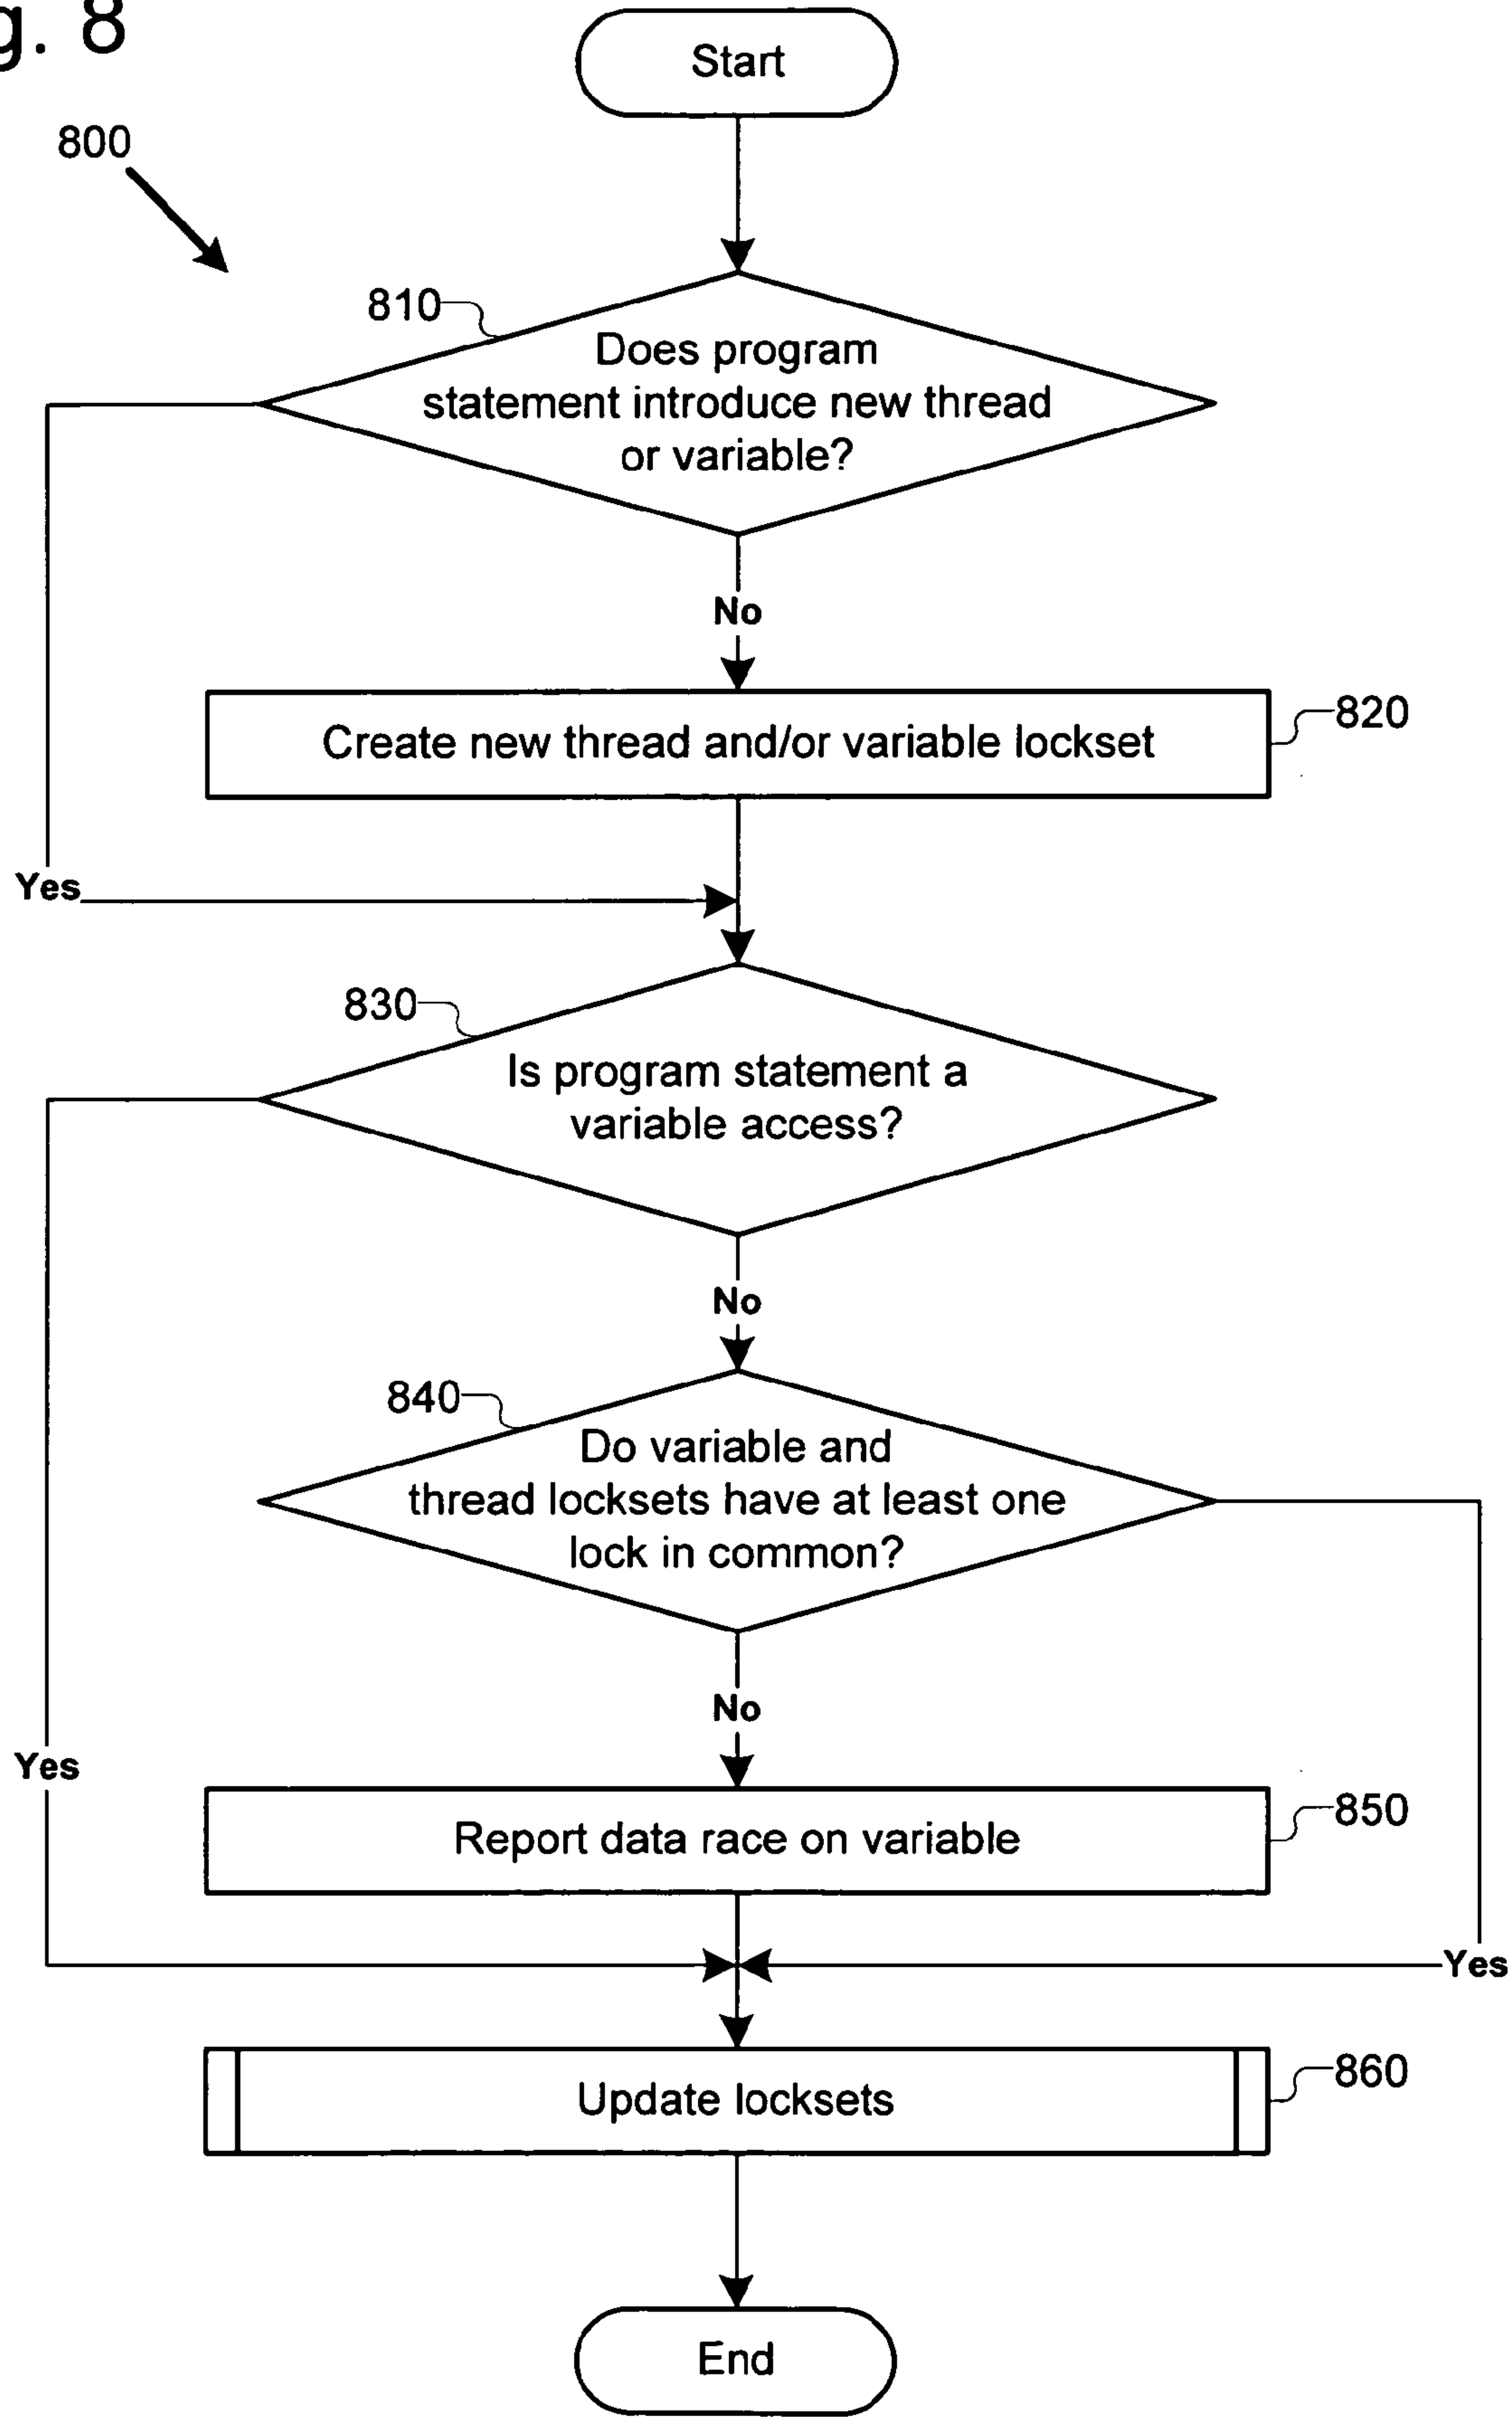 g. 8
Start
800
810
Does program
statement introduce new thread
or variable?
No
Create new thread and/or variable lockset
820
Yes
830
Is program statement a
variable access?
No
840
Do variable and
thread locksets have at least one
lock in common?
No
Yes
Report data race on variable
850
Yes
Update locksets
860
End